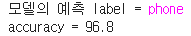 모델의 예측 label = phone
accuracy = 96.8